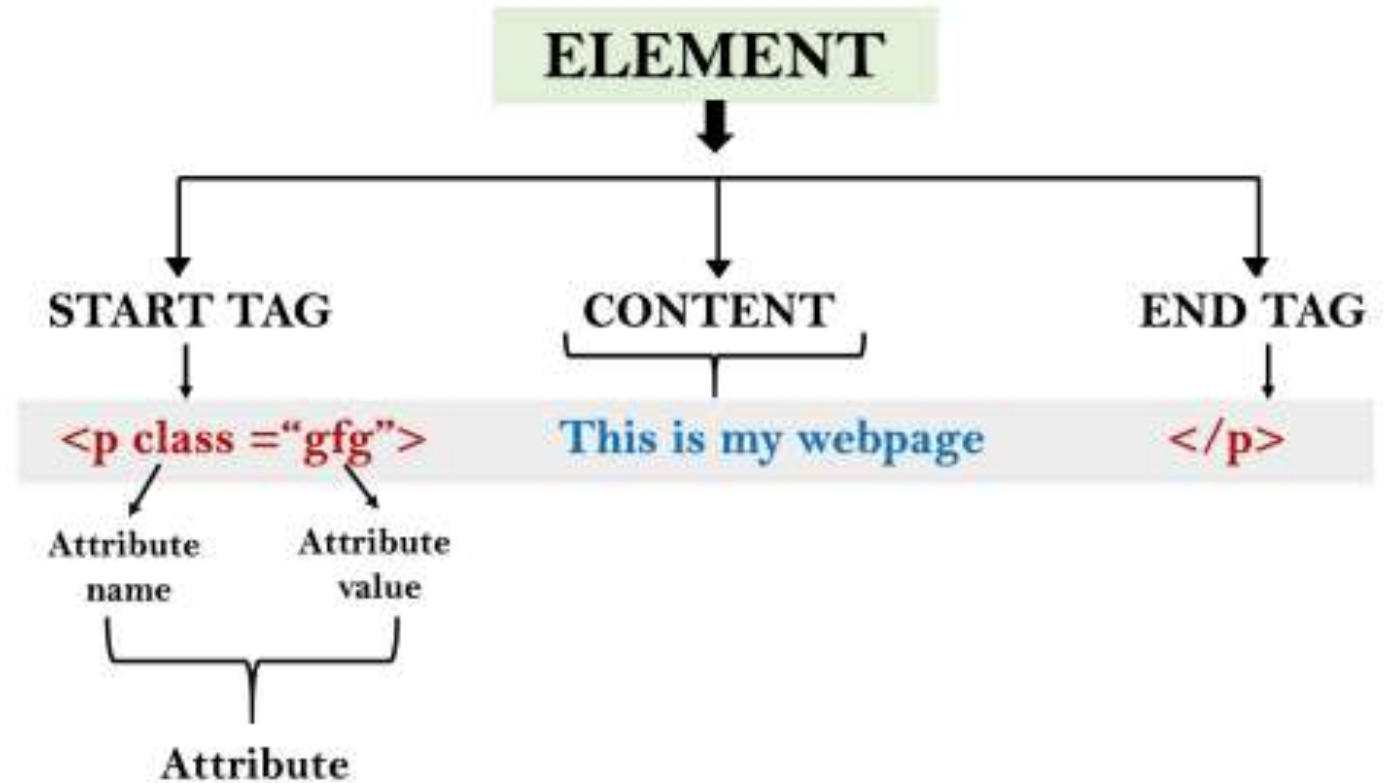 ELEMENT
START TAG
CONTENT
END TAG
<p class =“gfg”>
This is my webpage
</p>
Attribute
name
Attribute
value
Attribute